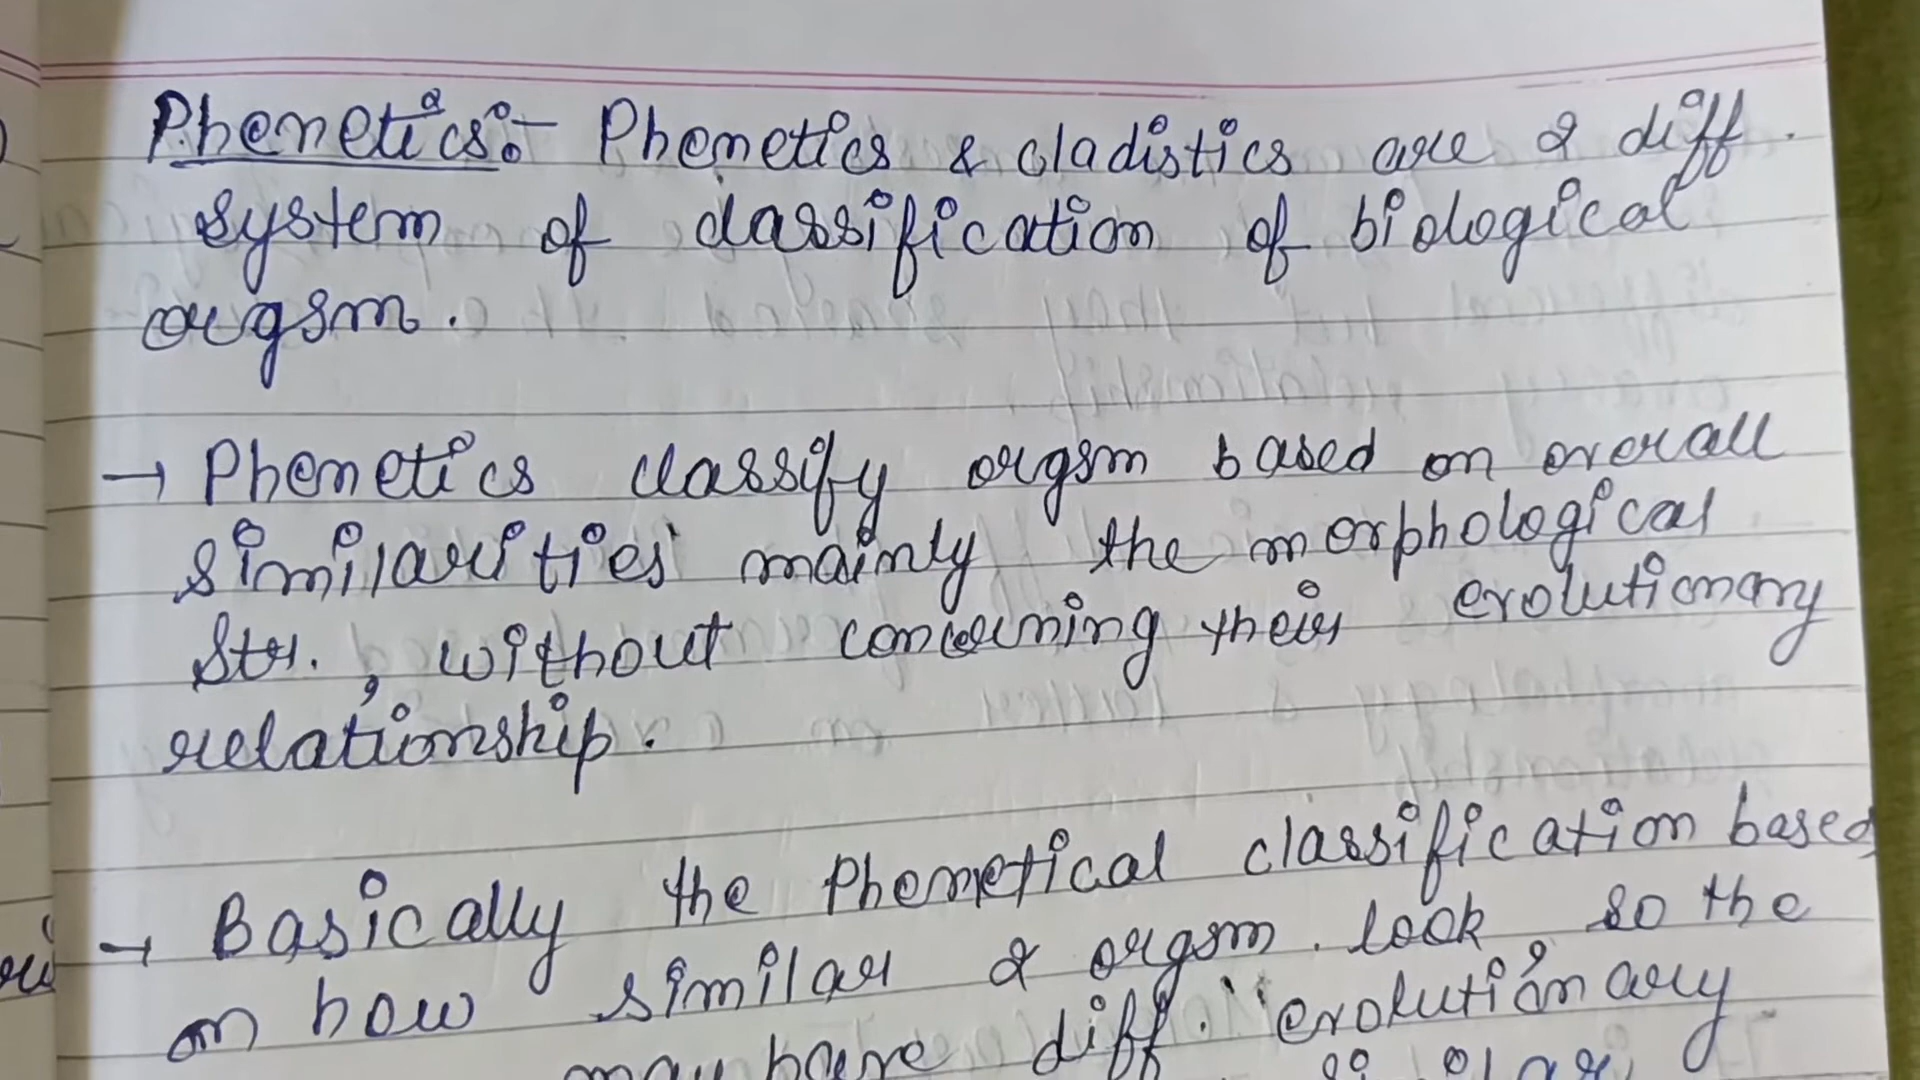 Phenetics:- Phenetics & cladistics are 2 diff.
system of classification of biological
orgsm.
→ Phenetics classify orgsm based on overall
similarities mainly the morphological
str., without concerning their evolutionary
relationship.
→ Basically the Phenetical classification based
on how similar 2 orgsm. look, so the
may have diff. evolutionary